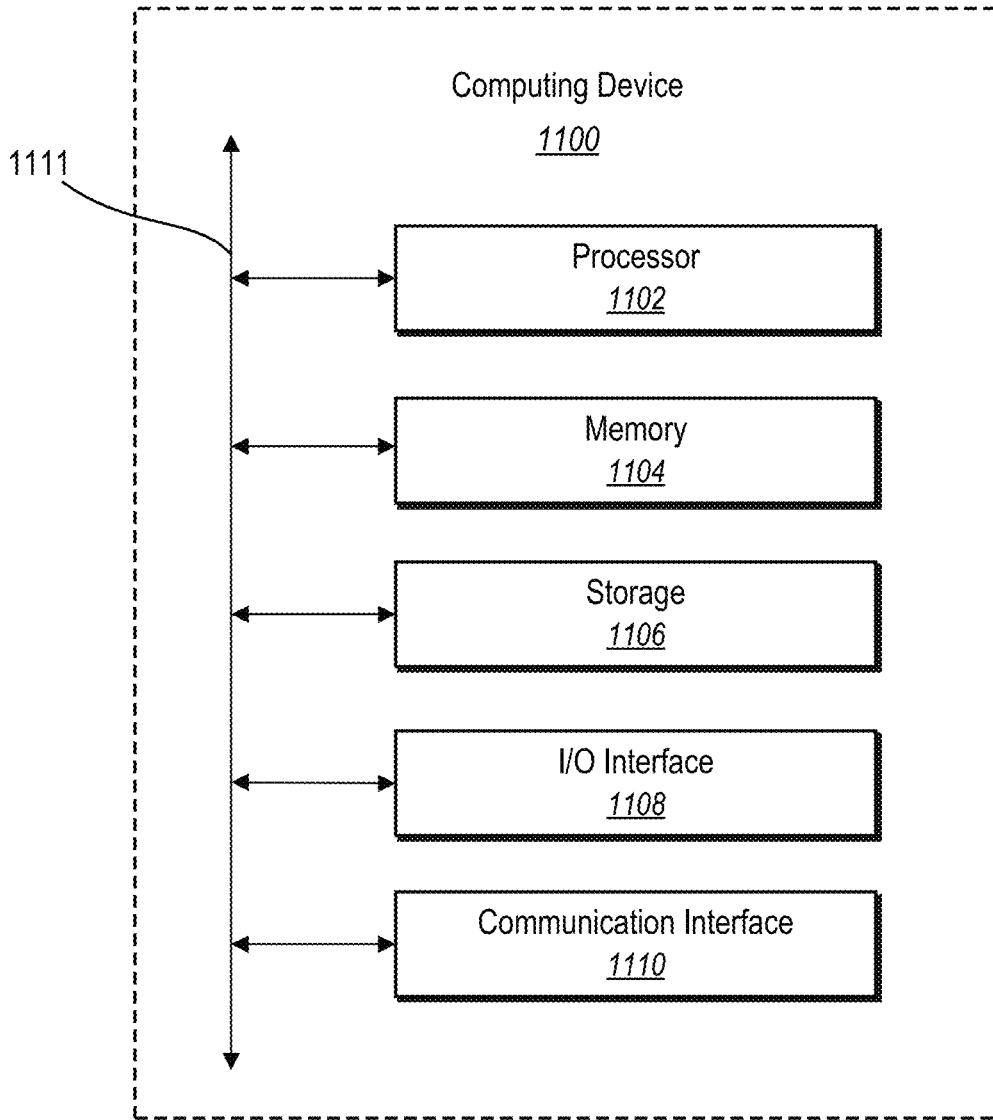 Computing Device
1100
1111
Processor
1102
Memory
1104
Storage
1106
I/O Interface
1108
Communication Interface
1110